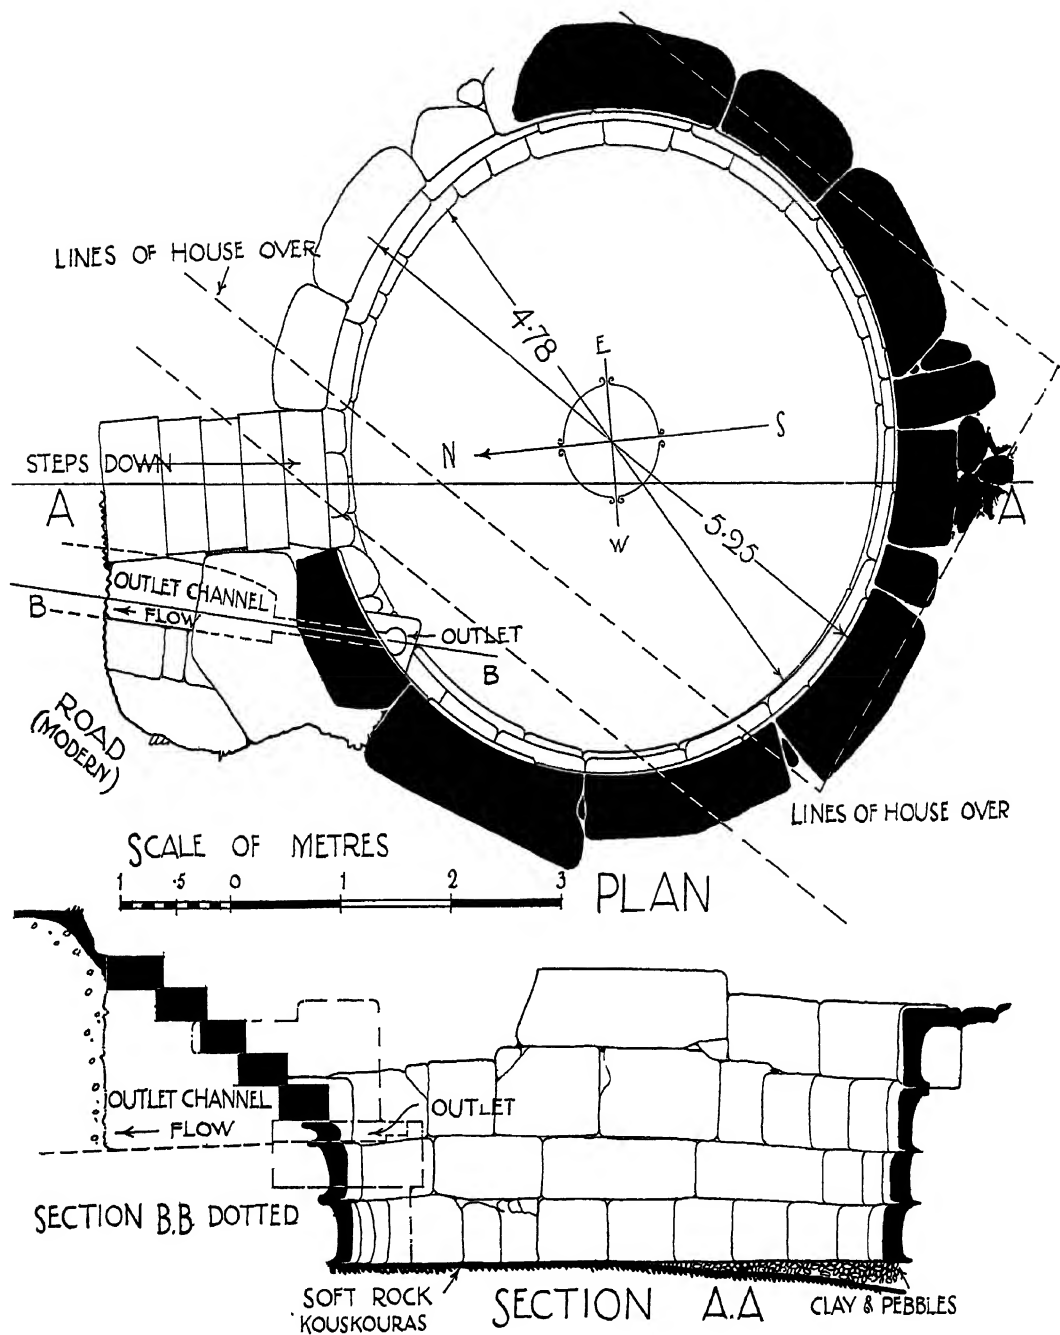 LINES OF HOUSE OVER
4·78
E
N
S
W
5·25
STEPS DOWN
A
A
OUTLET CHANNEL
FLOW
B
OUTLET
B
ROAD
(MODERN)
LINES OF HOUSE OVER
SCALE OF METRES
1 ·5 0 1 2 3
PLAN
OUTLET CHANNEL
FLOW
OUTLET
SECTION B.B. DOTTED
SOFT ROCK
'KOUSKOURAS
SECTION A.A
CLAY & PEBBLES